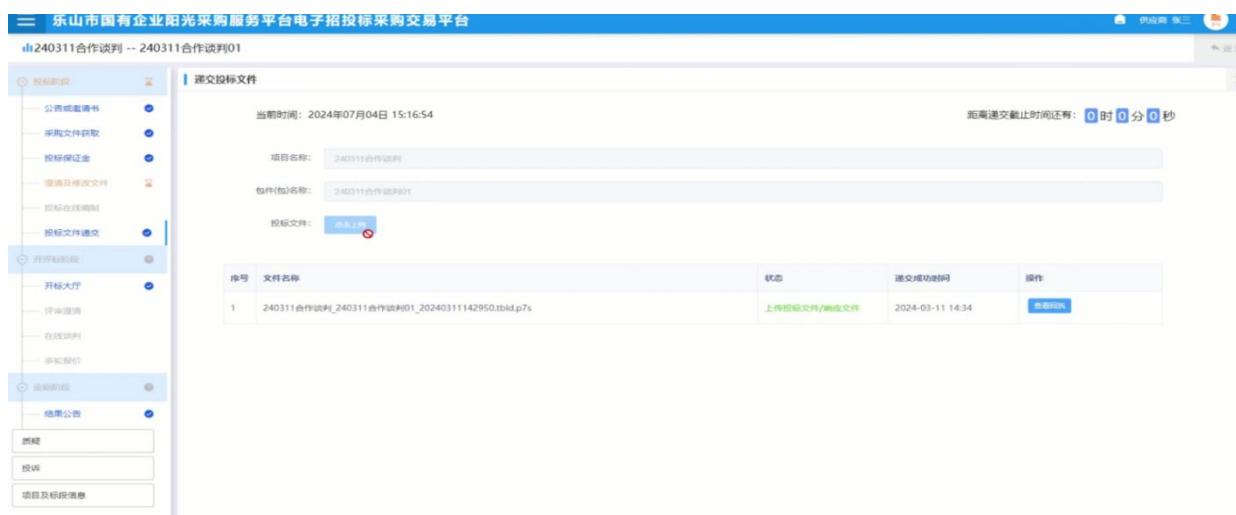 乐山市国有企业阳光采购服务平台电子招投标采购交易平台
供应商 张三
240311合作谈判 -- 240311合作谈判01
投标阶段
递交投标文件
公告或邀请书
当前时间：2024年07月04日 15:16:54
距离递交截止时间还有：0时0分0秒
采购文件获取
投标保证金
项目名称：
240311合作谈判
澄清及修改文件
包件(包)名称：
240311合作谈判01
投标在线编制
投标文件：
点击上传
投标文件递交
开评标阶段
序号 文件名称 状态 递交成功时间 操作
开标大厅
1 240311合作谈判_240311合作谈判01_20240311142950.tbid.p7s 上传投标文件/响应文件 2024-03-11 14:34 查看回执
评审澄清
在线谈判
多轮报价
定标阶段
结果公告
质疑
投诉
项目及标段信息